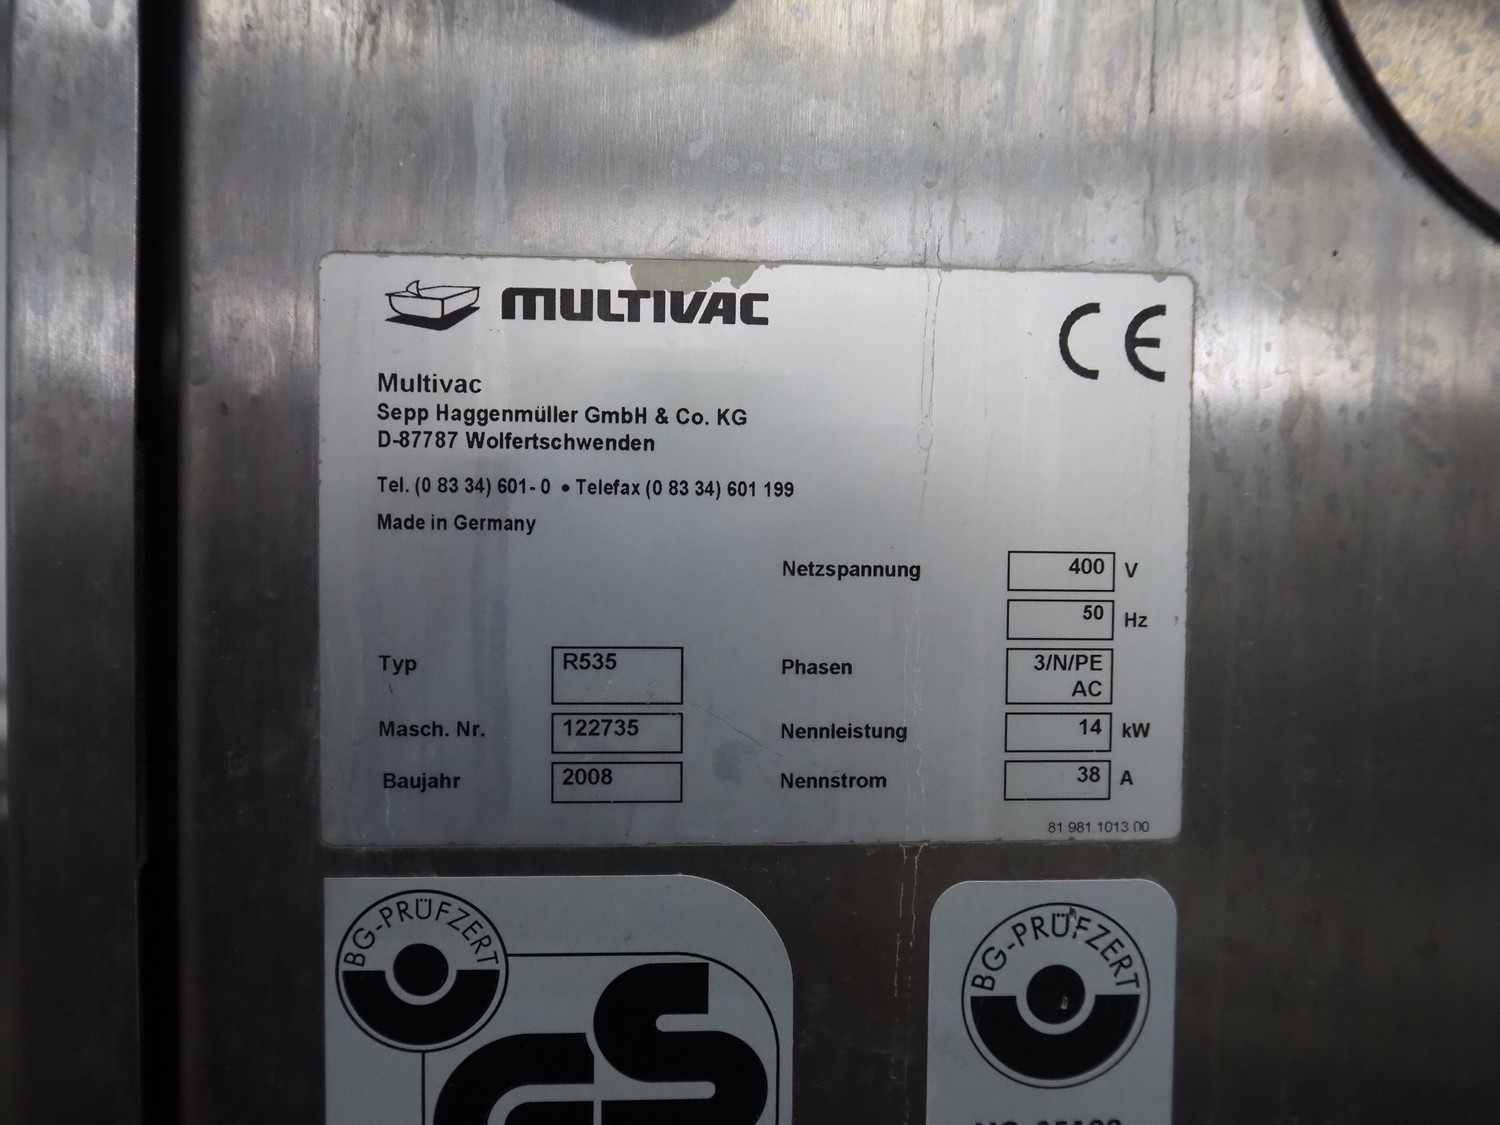 MULTIVAC
CE
Multivac
Sepp Haggenmüller GmbH & Co. KG
D-87787 Wolfertschwenden
Tel. (0 83 34) 601-0 • Telefax (0 83 34) 601 199
Made in Germany
Netzspannung 400 V
50 Hz
Typ R535
Phasen 3/N/PE
AC
Masch. Nr. 122735
Nennleistung 14 kW
Baujahr 2008
Nennstrom 38 A
81 981.1013.00
BG-PRÜFZERT
GS
BG-PRÜFZERT